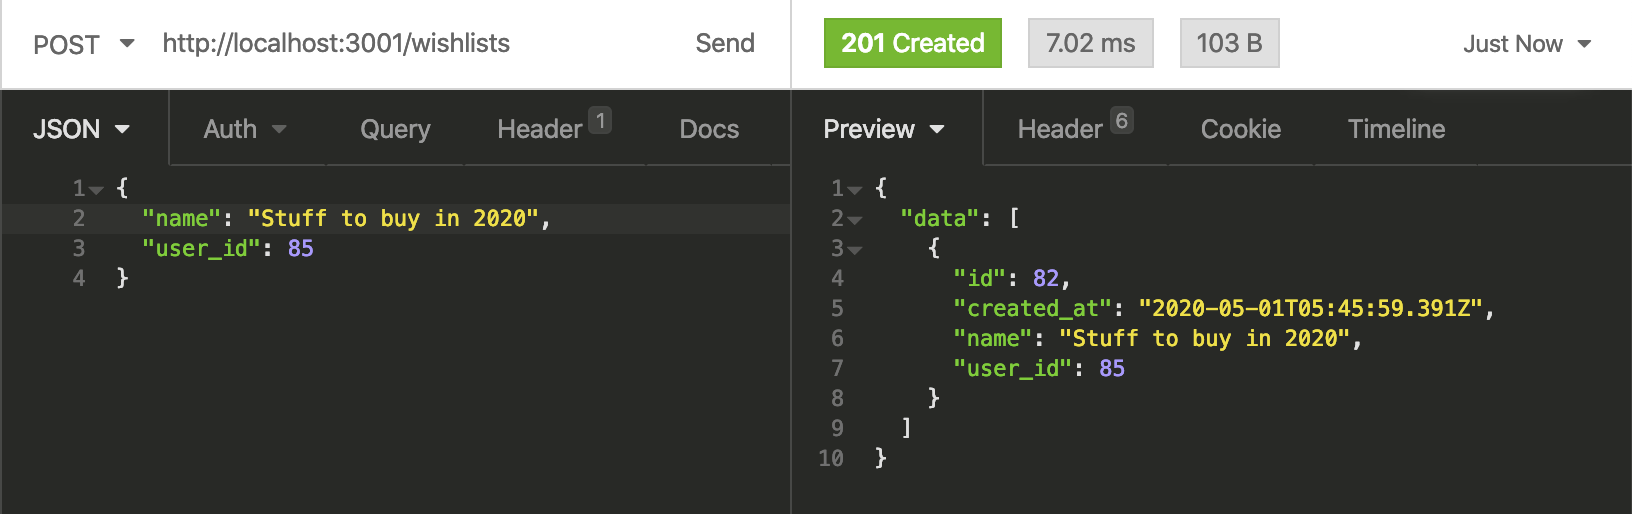 POST http://localhost:3001/wishlists Send
201 Created 7.02 ms 103 B Just Now
JSON Auth Query Header 1 Docs
1 {
2 "name": "Stuff to buy in 2020",
3 "user_id": 85
4 }
Preview Header 6 Cookie Timeline
1 {
2 "data": [
3 {
4 "id": 82,
5 "created_at": "2020-05-01T05:45:59.391Z",
6 "name": "Stuff to buy in 2020",
7 "user_id": 85
8 }
9 ]
10 }